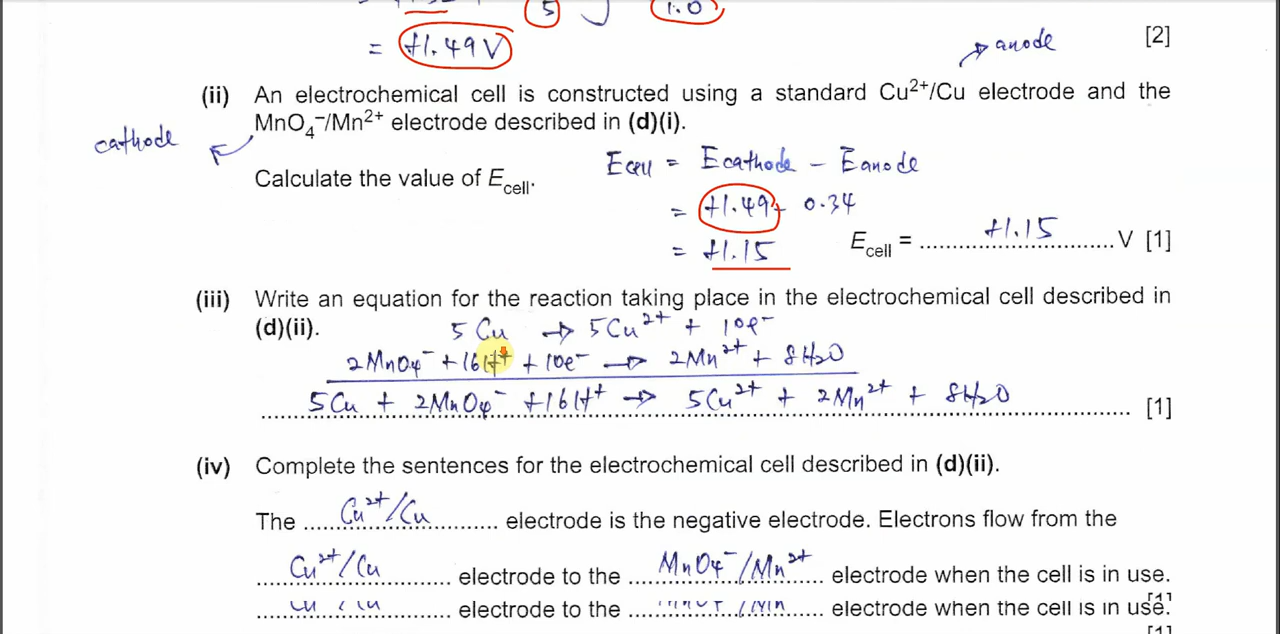 5
1.0
= +1.49 V
[2]
→ anode
(ii) An electrochemical cell is constructed using a standard Cu²⁺/Cu electrode and the
MnO₄⁻/Mn²⁺ electrode described in (d)(i).
cathode
Calculate the value of E_cell.
Ecell = Ecathode − Eanode
= +1.49 - 0.34
= +1.15
E_cell = +1.15 V [1]
(iii) Write an equation for the reaction taking place in the electrochemical cell described in
(d)(ii).
5Cu → 5Cu²⁺ + 10e⁻
2MnO₄⁻ + 16H⁺ + 10e⁻ → 2Mn²⁺ + 8H₂O
5Cu + 2MnO₄⁻ + 16H⁺ → 5Cu²⁺ + 2Mn²⁺ + 8H₂O [1]
(iv) Complete the sentences for the electrochemical cell described in (d)(ii).
The Cu²⁺/Cu electrode is the negative electrode. Electrons flow from the
Cu²⁺/Cu electrode to the MnO₄⁻/Mn²⁺ electrode when the cell is in use.
electrode to the electrode when the cell is in use.
[1]